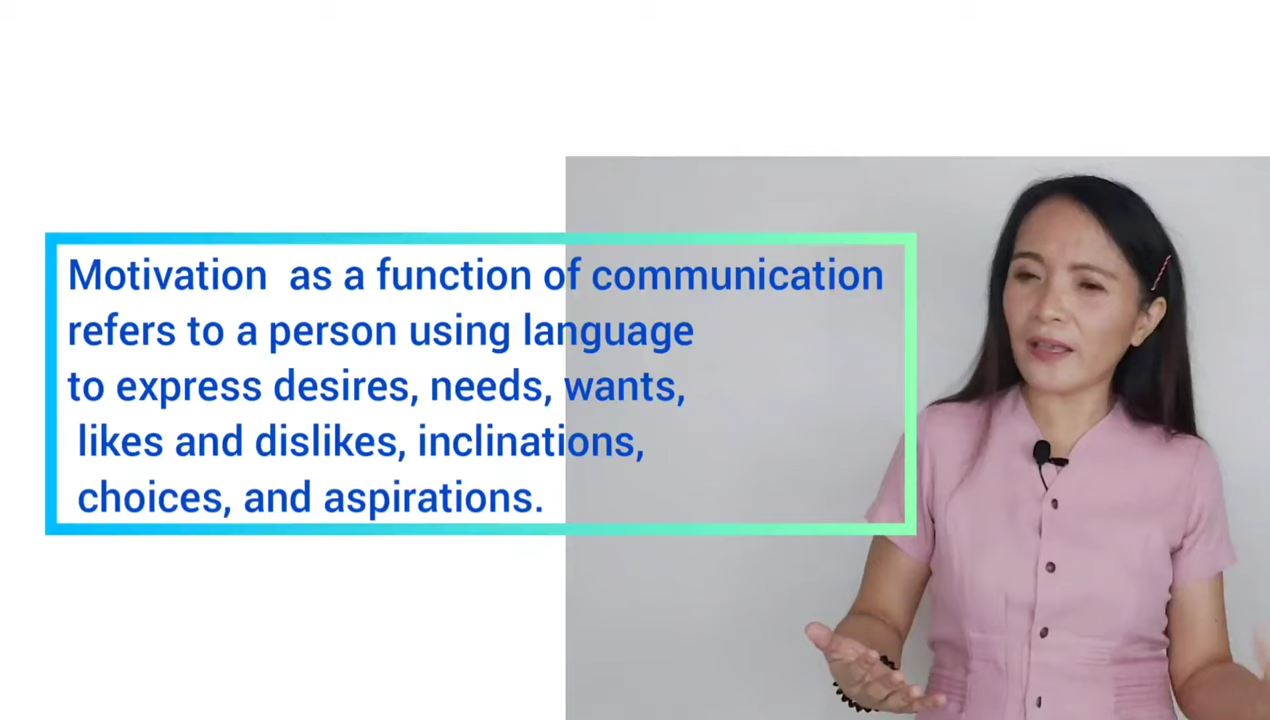 Motivation as a function of communication
refers to a person using language
to express desires, needs, wants,
likes and dislikes, inclinations,
choices, and aspirations.